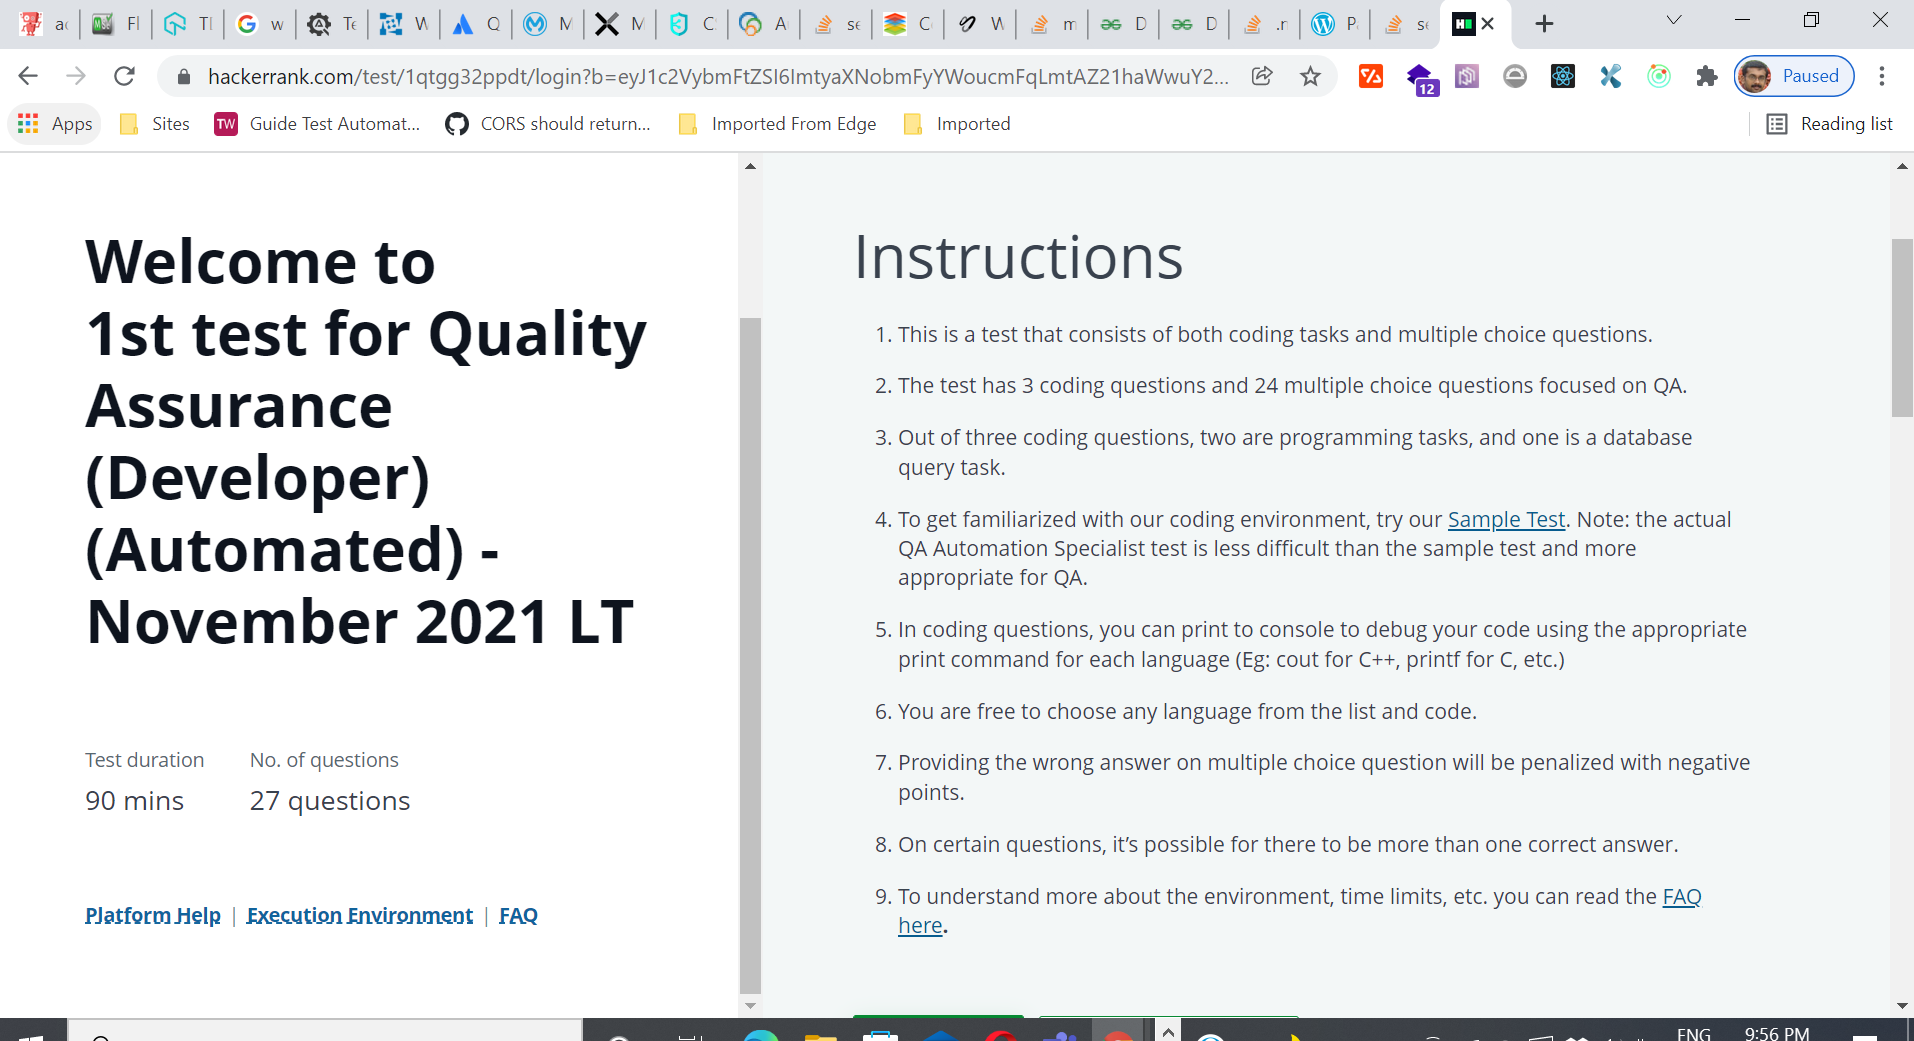 hackerrank.com/test/1qtgg32ppdt/login?b=eyJ1c2VybmFtZSI6ImtyaXNobmFyYWoucmFqLmtAZ21haWwuY2...
12
Paused
Apps
Sites
TW
Guide Test Automat...
CORS should return...
Imported From Edge
Imported
Reading list
Welcome to
1st test for Quality
Assurance
(Developer)
(Automated) -
November 2021 LT
Test duration
No. of questions
90 mins
27 questions
Platform Help | Execution Environment | FAQ
Instructions
1. This is a test that consists of both coding tasks and multiple choice questions.
2. The test has 3 coding questions and 24 multiple choice questions focused on QA.
3. Out of three coding questions, two are programming tasks, and one is a database
query task.
4. To get familiarized with our coding environment, try our Sample Test. Note: the actual
QA Automation Specialist test is less difficult than the sample test and more
appropriate for QA.
5. In coding questions, you can print to console to debug your code using the appropriate
print command for each language (Eg: cout for C++, printf for C, etc.)
6. You are free to choose any language from the list and code.
7. Providing the wrong answer on multiple choice question will be penalized with negative
points.
8. On certain questions, it's possible for there to be more than one correct answer.
9. To understand more about the environment, time limits, etc. you can read the FAQ
here.
ENG
9:56 PM